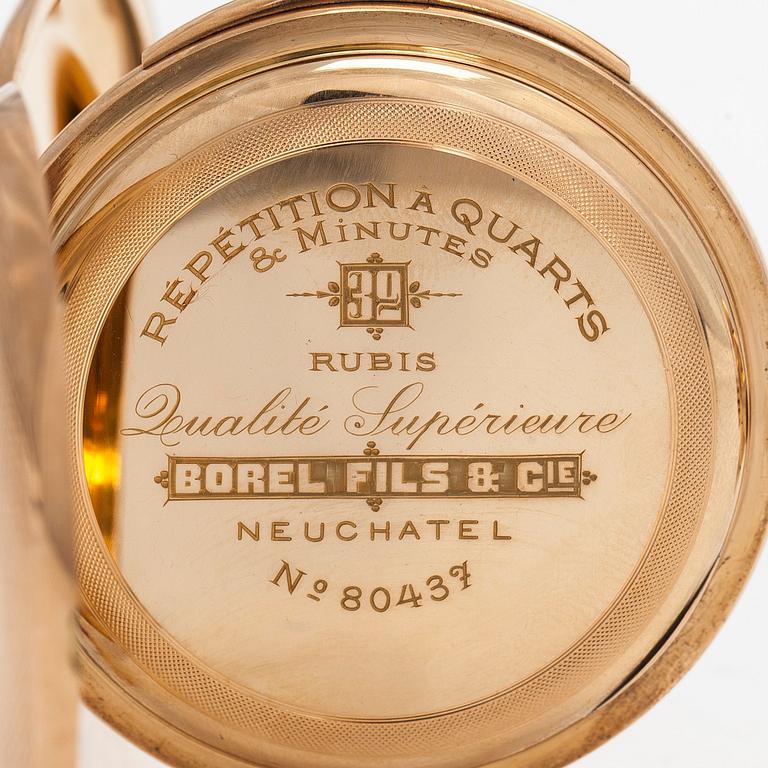 RÉPÉTITION À QUARTS
& MINUTES
32
RUBIS
Qualité Supérieure
BOREL FILS & CIE
NEUCHATEL
No 80437